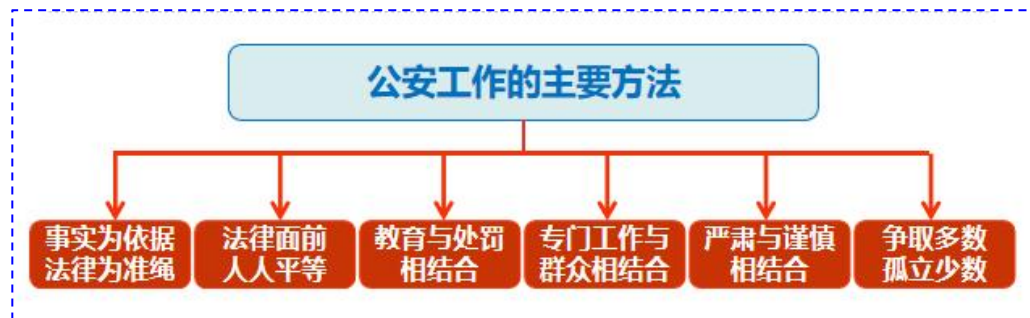 公安工作的主要方法
事实为依据
法律为准绳
法律面前
人人平等
教育与处罚
相结合
专门工作与
群众相结合
严肃与谨慎
相结合
争取多数
孤立少数